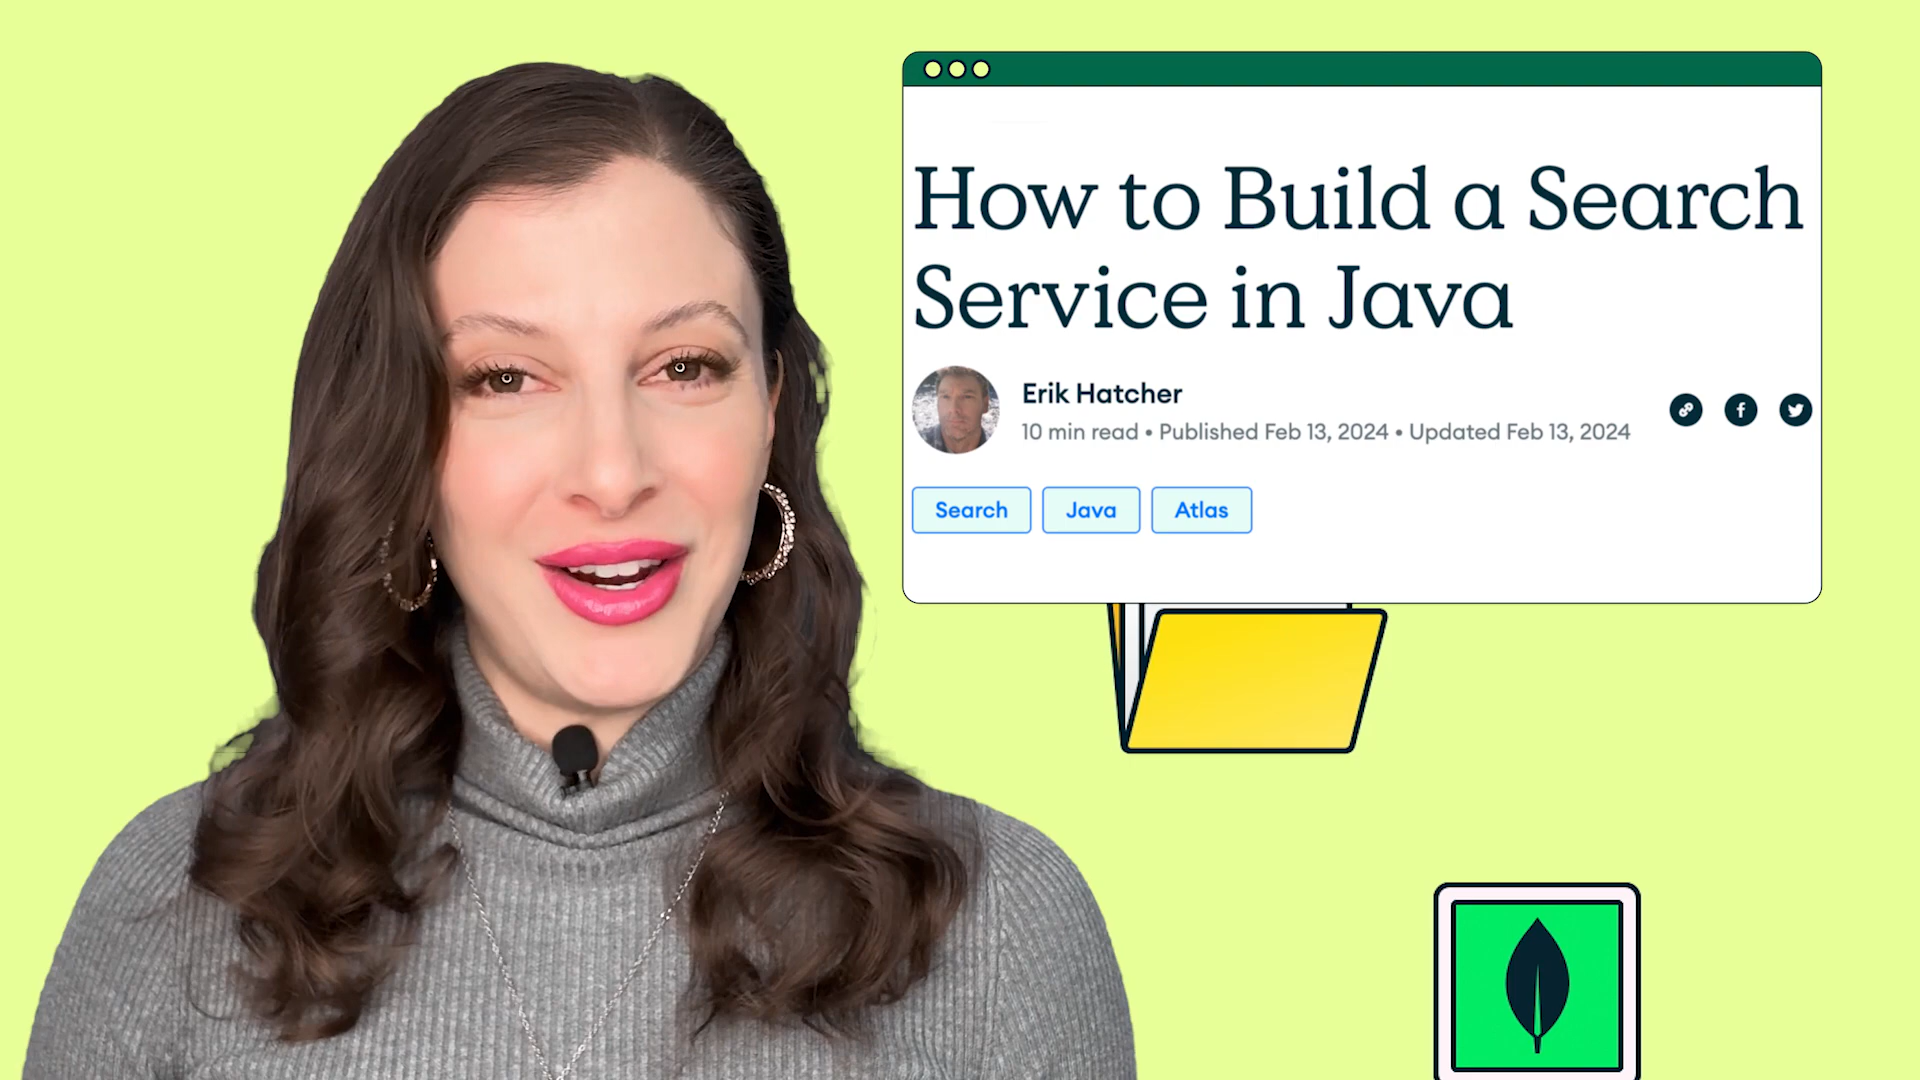 How to Build a Search
Service in Java
Erik Hatcher
10 min read • Published Feb 13, 2024 • Updated Feb 13, 2024
Search
Java
Atlas